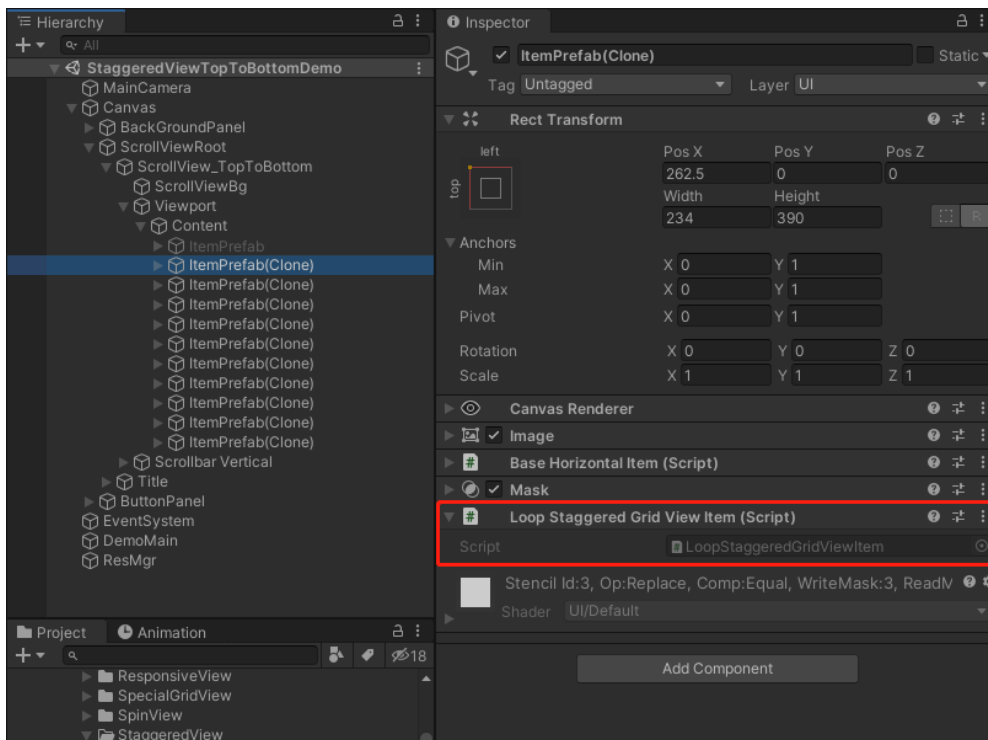 Hierarchy
All
StaggeredViewTopToBottomDemo
MainCamera
Canvas
BackGroundPanel
ScrollViewRoot
ScrollView_TopToBottom
ScrollViewBg
Viewport
Content
ItemPrefab
ItemPrefab(Clone)
ItemPrefab(Clone)
ItemPrefab(Clone)
ItemPrefab(Clone)
ItemPrefab(Clone)
ItemPrefab(Clone)
ItemPrefab(Clone)
ItemPrefab(Clone)
ItemPrefab(Clone)
ItemPrefab(Clone)
Scrollbar Vertical
Title
ButtonPanel
EventSystem
DemoMain
ResMgr
Project Animation
18
ResponsiveView
SpecialGridView
SpinView
StaggeredView
Inspector
ItemPrefab(Clone) Static
Tag Untagged Layer UI
Rect Transform
left Pos X Pos Y Pos Z
top 262.5 0 0
Width Height
234 390 R
Anchors
Min X 0 Y 1
Max X 0 Y 1
Pivot X 0 Y 1
Rotation X 0 Y 0 Z 0
Scale X 1 Y 1 Z 1
Canvas Renderer
Image
# Base Horizontal Item (Script)
Mask
# Loop Staggered Grid View Item (Script)
Script # LoopStaggeredGridViewItem
Stencil Id:3, Op:Replace, Comp:Equal, WriteMask:3, ReadM
Shader UI/Default
Add Component